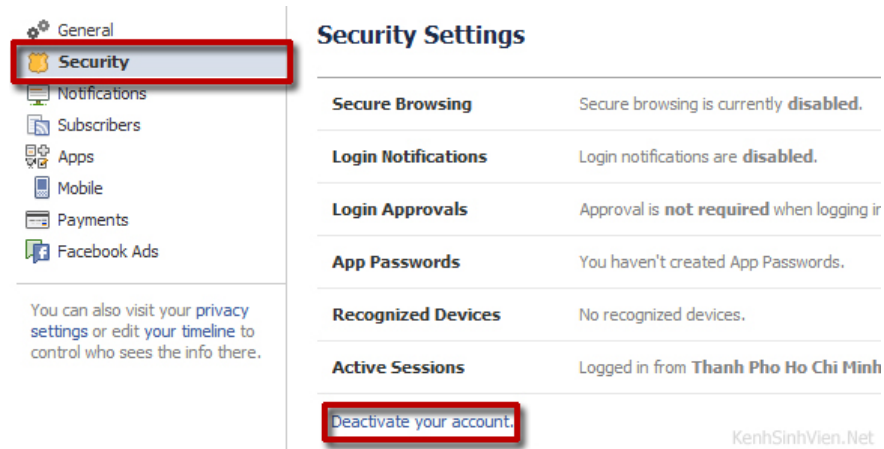 General
Security
Notifications
Subscribers
Apps
Mobile
Payments
Facebook Ads
You can also visit your privacy
settings or edit your timeline to
control who sees the info there.
Security Settings
Secure Browsing Secure browsing is currently disabled.
Login Notifications Login notifications are disabled.
Login Approvals Approval is not required when logging in
App Passwords You haven't created App Passwords.
Recognized Devices No recognized devices.
Active Sessions Logged in from Thanh Pho Ho Chi Minh
Deactivate your account.
KenhSinhVien.Net